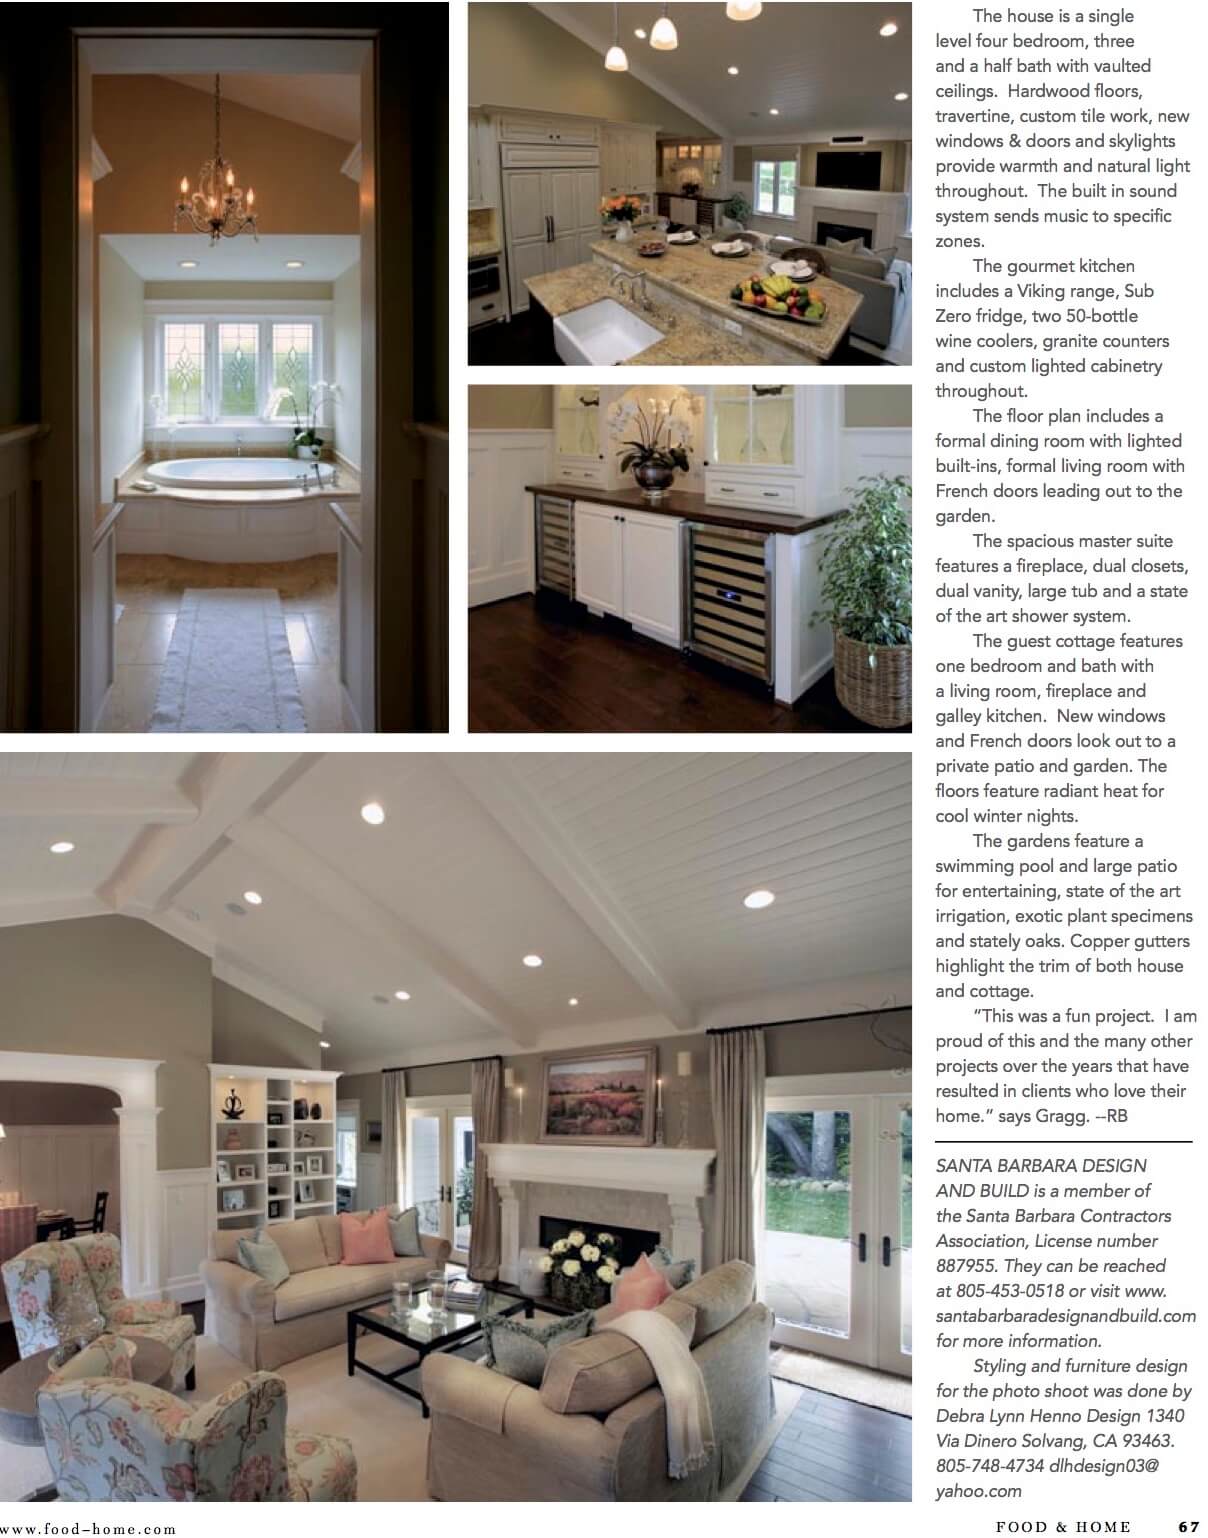 The house is a single
level four bedroom, three
and a half bath with vaulted
ceilings. Hardwood floors,
travertine, custom tile work, new
windows & doors and skylights
provide warmth and natural light
throughout. The built in sound
system sends music to specific
zones.
The gourmet kitchen
includes a Viking range, Sub
Zero fridge, two 50-bottle
wine coolers, granite counters
and custom lighted cabinetry
throughout.
The floor plan includes a
formal dining room with lighted
built-ins, formal living room with
French doors leading out to the
garden.
The spacious master suite
features a fireplace, dual closets,
dual vanity, large tub and a state
of the art shower system.
The guest cottage features
one bedroom and bath with
a living room, fireplace and
galley kitchen. New windows
and French doors look out to a
private patio and garden. The
floors feature radiant heat for
cool winter nights.
The gardens feature a
swimming pool and large patio
for entertaining, state of the art
irrigation, exotic plant specimens
and stately oaks. Copper gutters
highlight the trim of both house
and cottage.
“This was a fun project. I am
proud of this and the many other
projects over the years that have
resulted in clients who love their
home.” says Gragg. --RB
SANTA BARBARA DESIGN
AND BUILD is a member of
the Santa Barbara Contractors
Association, License number
887955. They can be reached
at 805-453-0518 or visit www.
santabarbaradesignandbuild.com
for more information.
Styling and furniture design
for the photo shoot was done by
Debra Lynn Henno Design 1340
Via Dinero Solvang, CA 93463.
805-748-4734 dlhdesign03@
yahoo.com
www.food-home.com
FOOD & HOME 67